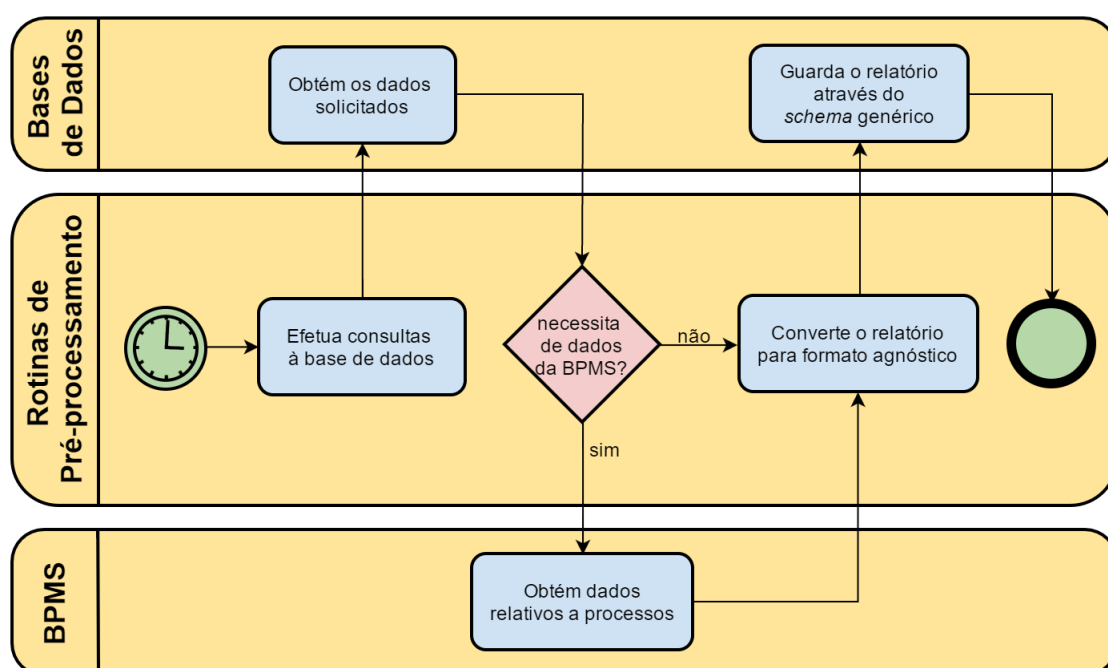 Bases
de Dados
Obtém os dados
solicitados
Guarda o relatório
através do
schema genérico
Rotinas de
Pré-processamento
Efetua consultas
à base de dados
necessita
de dados
da BPMS?
não
Converte o relatório
para formato agnóstico
sim
BPMS
Obtém dados
relativos a processos